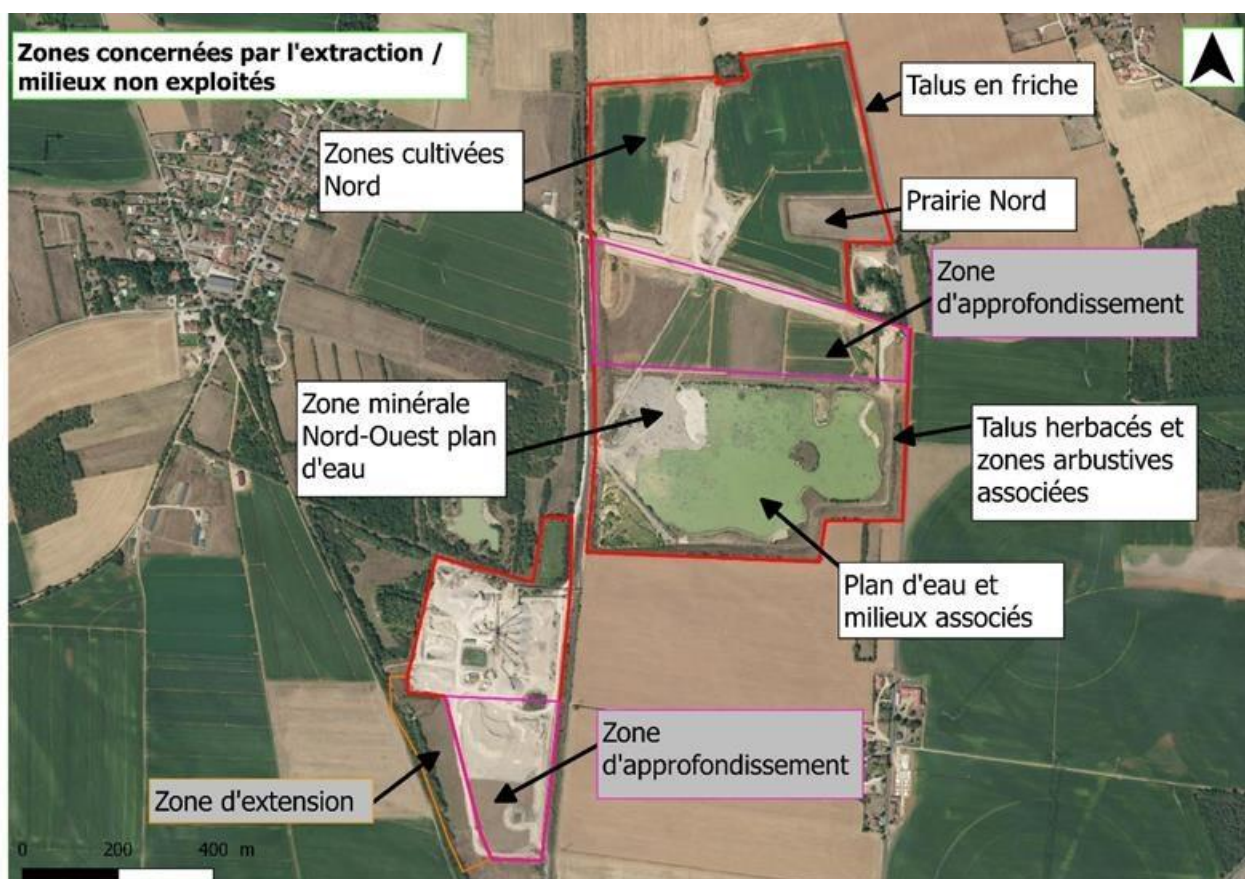 Zones concernées par l'extraction /
milieux non exploités
Talus en friche
Zones cultivées
Nord
Prairie Nord
Zone
d'approfondissement
Zone minérale
Nord-Ouest plan
d'eau
Talus herbacés et
zones arbustives
associées
Plan d'eau et
milieux associés
Zone
d'approfondissement
Zone d'extension
0 200 400 m